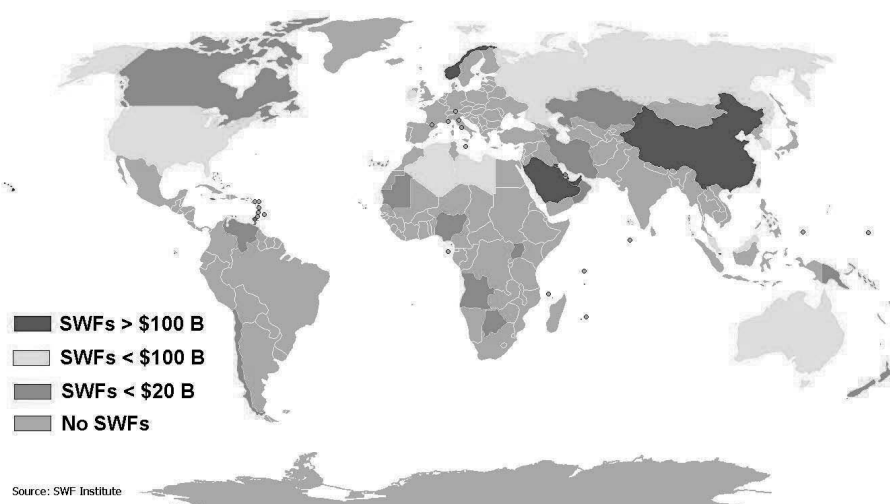 SWFs > $100 B
SWFs < $100 B
SWFs < $20 B
No SWFs
Source: SWF Institute